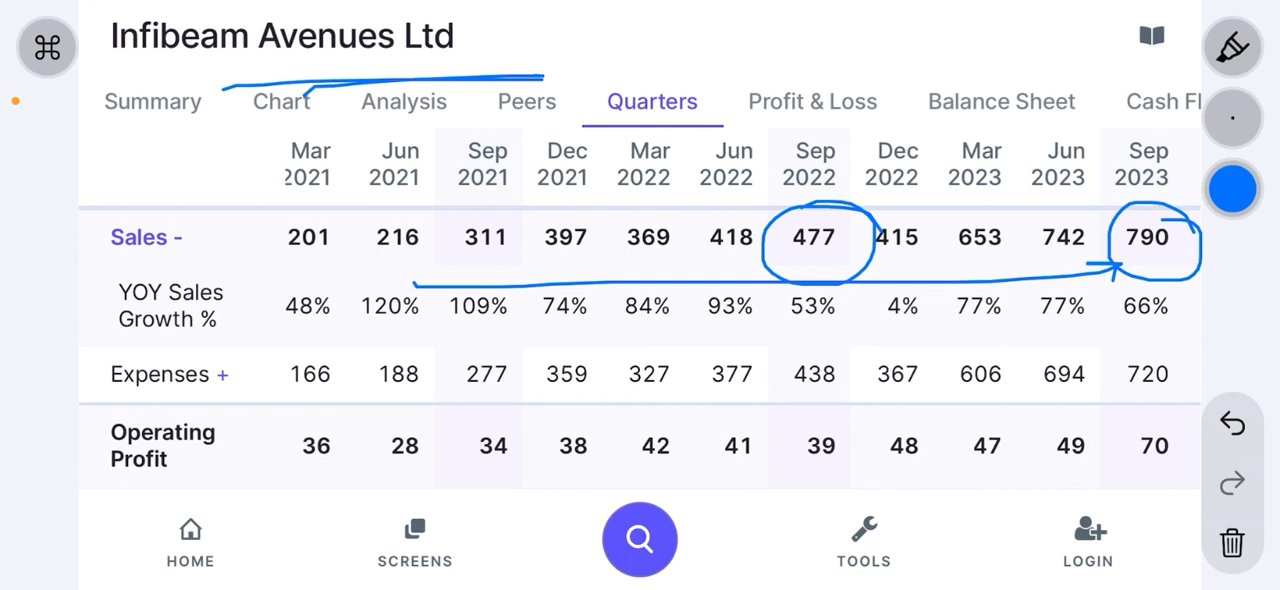 Infibeam Avenues Ltd
Summary Chart Analysis Peers Quarters Profit & Loss Balance Sheet Cash Fl
Mar Jun Sep Dec Mar Jun Sep Dec Mar Jun Sep
2021 2021 2021 2021 2022 2022 2022 2022 2023 2023 2023
Sales - 201 216 311 397 369 418 477 415 653 742 790
YOY Sales
Growth % 48% 120% 109% 74% 84% 93% 53% 4% 77% 77% 66%
Expenses + 166 188 277 359 327 377 438 367 606 694 720
Operating
Profit 36 28 34 38 42 41 39 48 47 49 70
HOME SCREENS TOOLS LOGIN